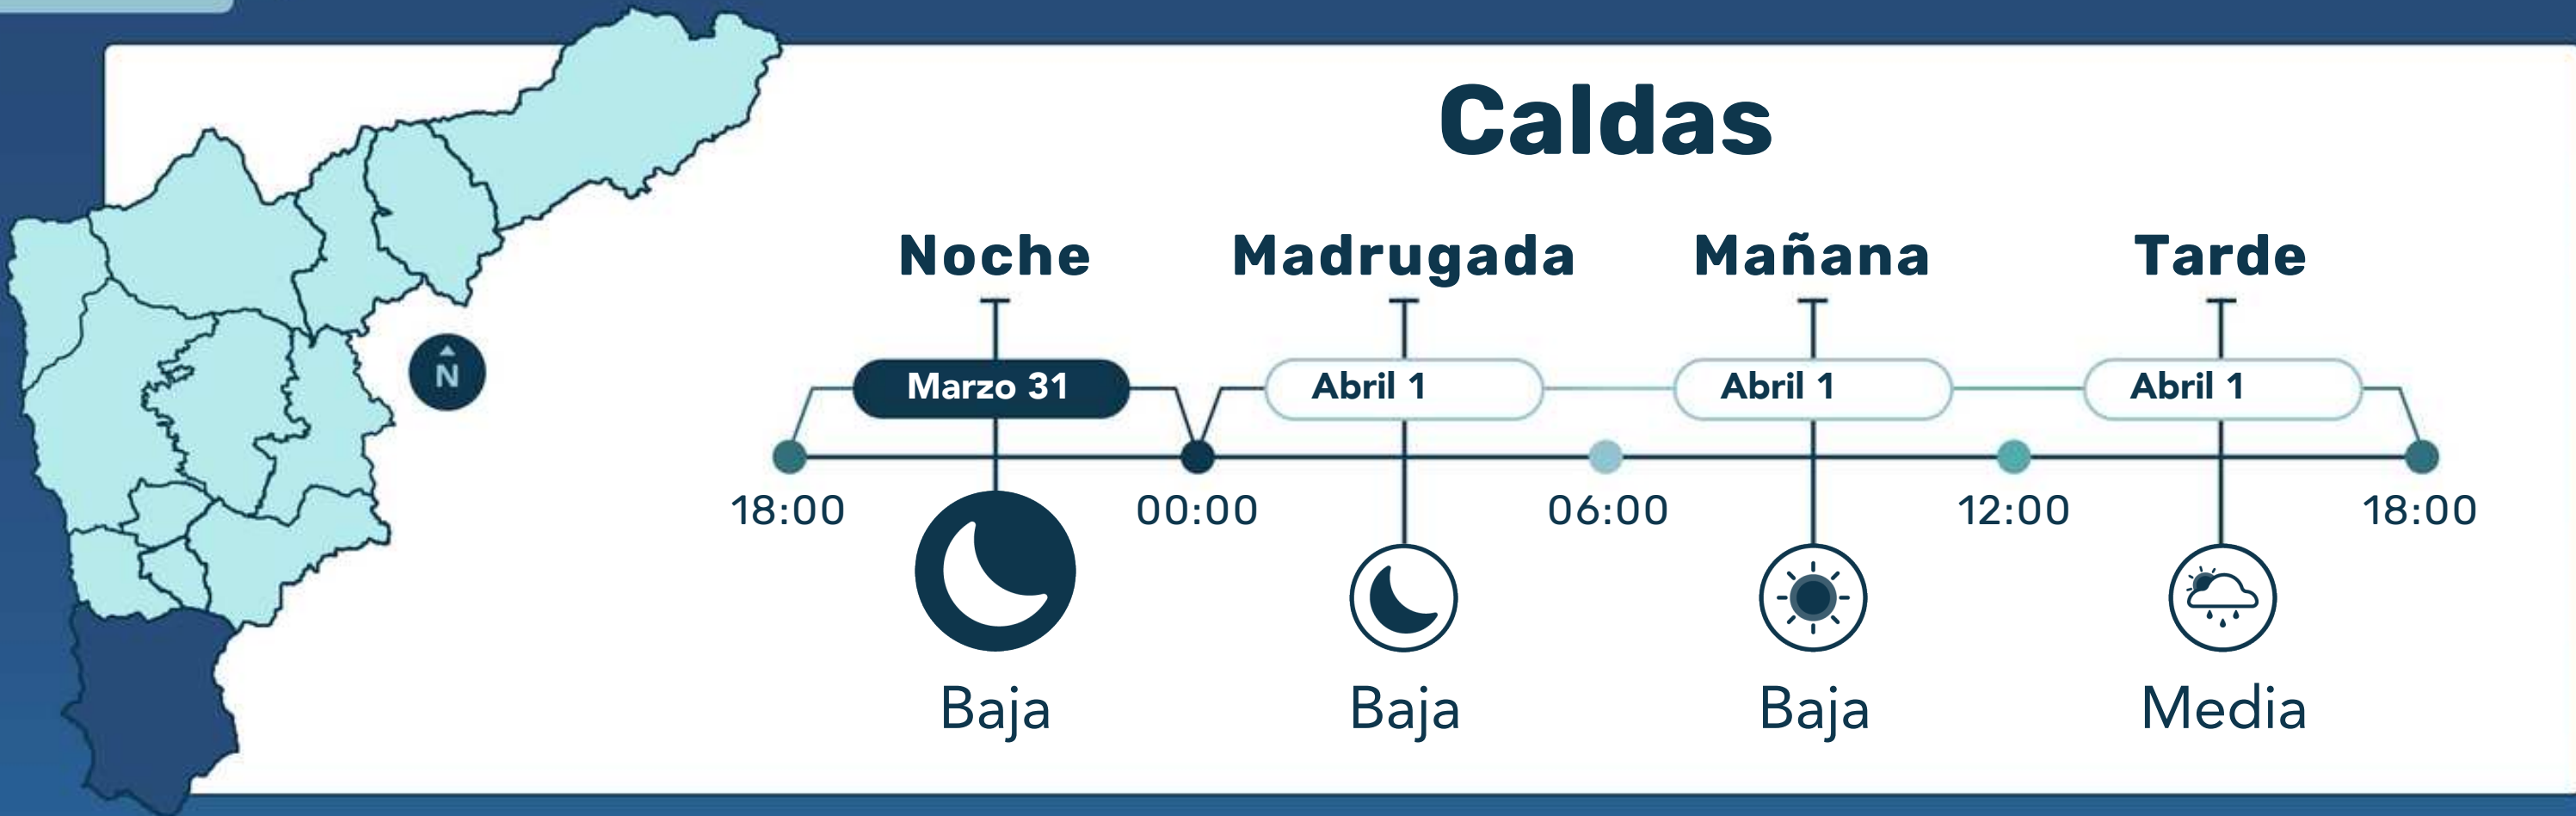 Caldas
Noche Madrugada Mañana Tarde
Marzo 31 Abril 1 Abril 1 Abril 1
N
18:00 00:00 06:00 12:00 18:00
Baja Baja Baja Media